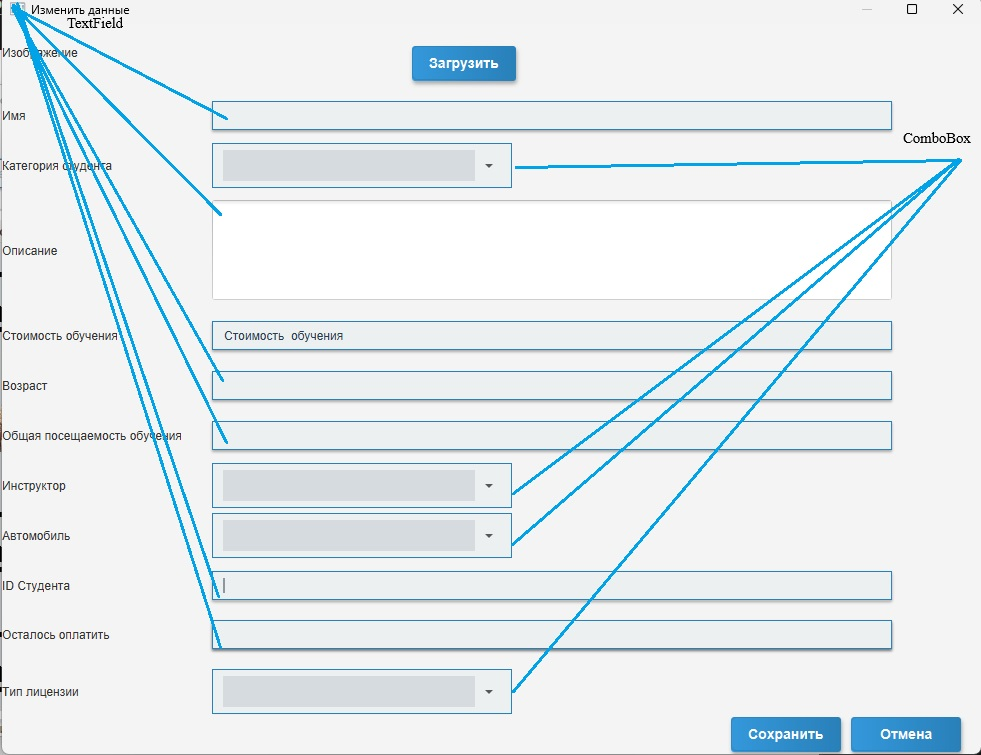 Изменить данные
TextField
Изображение
Загрузить
Имя
ComboBox
Категория студента
Описание
Стоимость обучения
Стоимость обучения
Возраст
Общая посещаемость обучения
Инструктор
Автомобиль
ID Студента
Осталось оплатить
Тип лицензии
Сохранить
Отмена